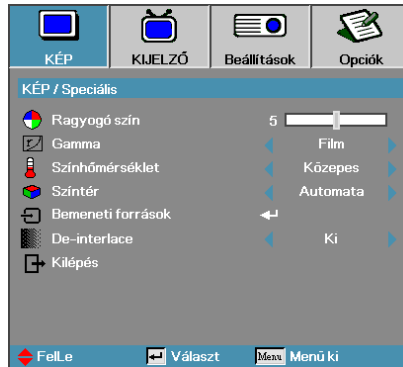 KÉP KIJELZŐ Beállítások Opciók
KÉP / Speciális
Ragyogó szín 5
Gamma Film
Színhőmérséklet Közepes
Színtér Automata
Bemeneti források
De-interlace Ki
Kilépés
FelLe Választ Menu Menü ki